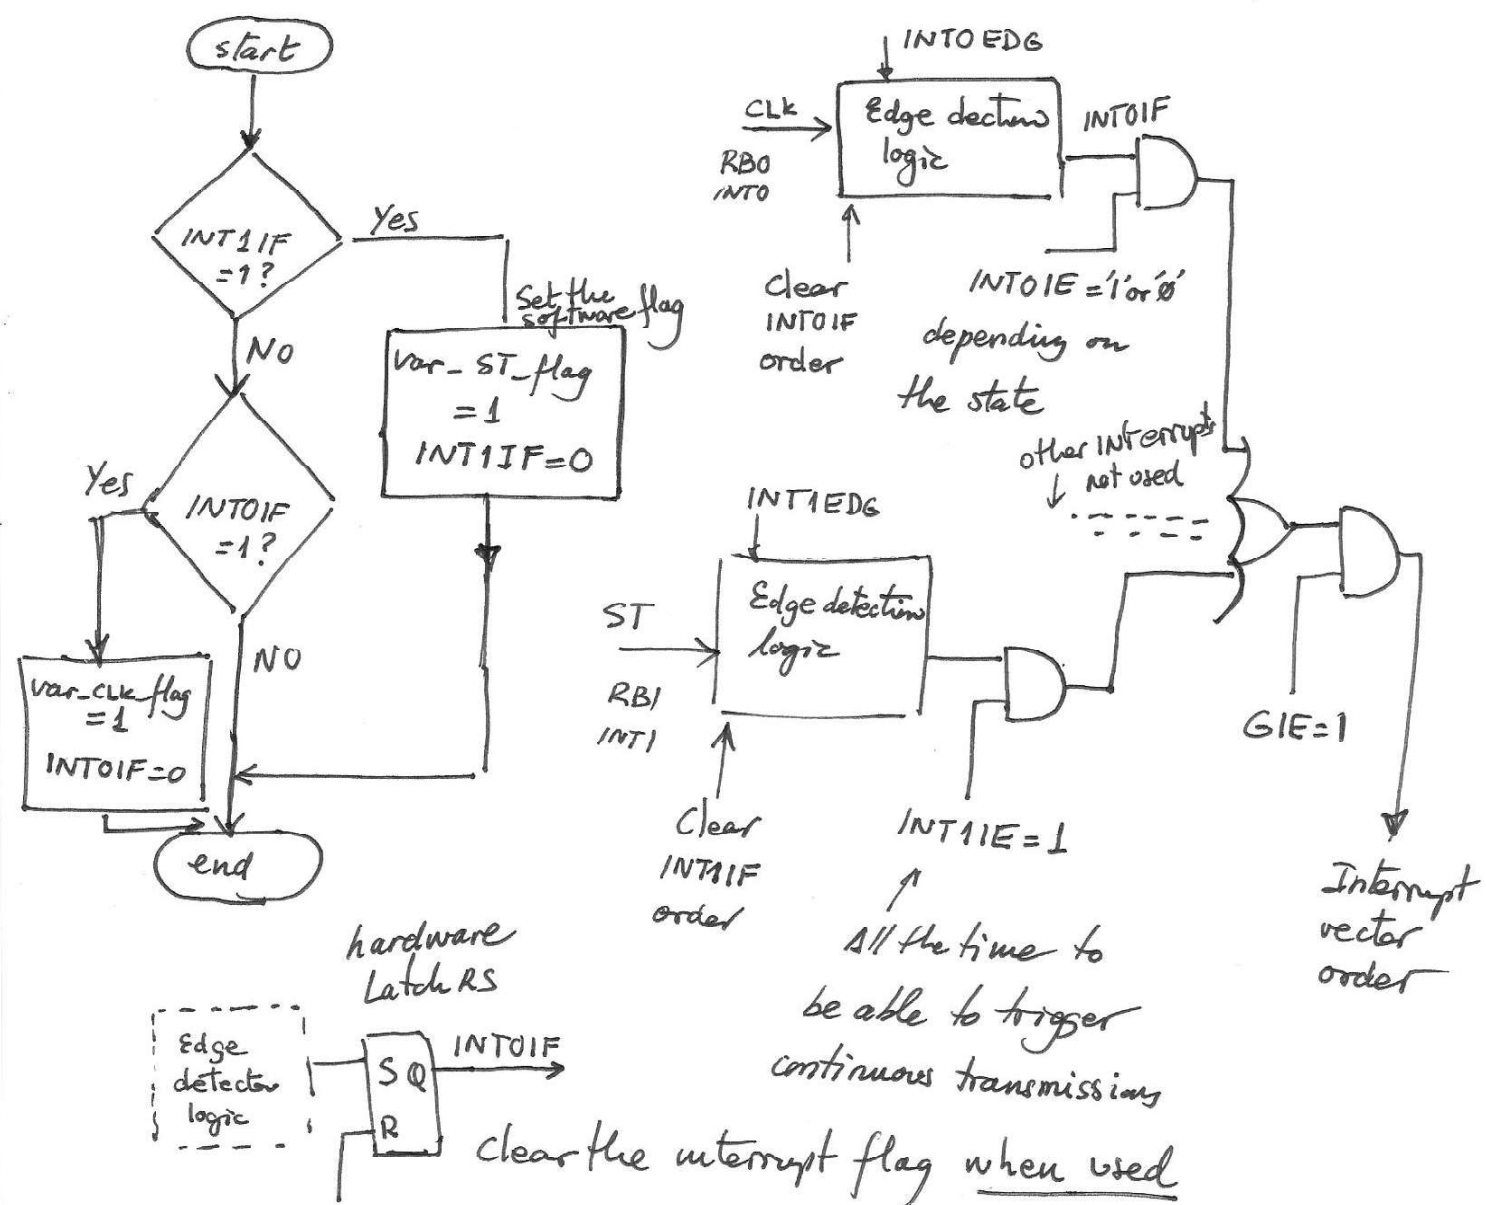 start
INT1IF
=1?
Yes
NO
Set the
software flag
var_ST_flag
=1
INT1IF=0
INT0IF
=1?
Yes
NO
var_CLK_flag
=1
INT0IF=0
end
INT0EDG
CLK
RB0
INT0
Edge dection
logic
INT0IF
Clear
INT0IF
order
INT0IE='1'or'0'
depending on
the state
other INterrupts
not used
INT1EDG
ST
RB1
INT1
Edge detection
logic
Clear
INT1IF
order
INT1IE=1
GIE=1
Interrupt
vector
order
All the time to
be able to trigger
continuous transmissions
hardware
Latch RS
Edge
detector
logic
S Q
R
INT0IF
Clear the interrupt flag when used